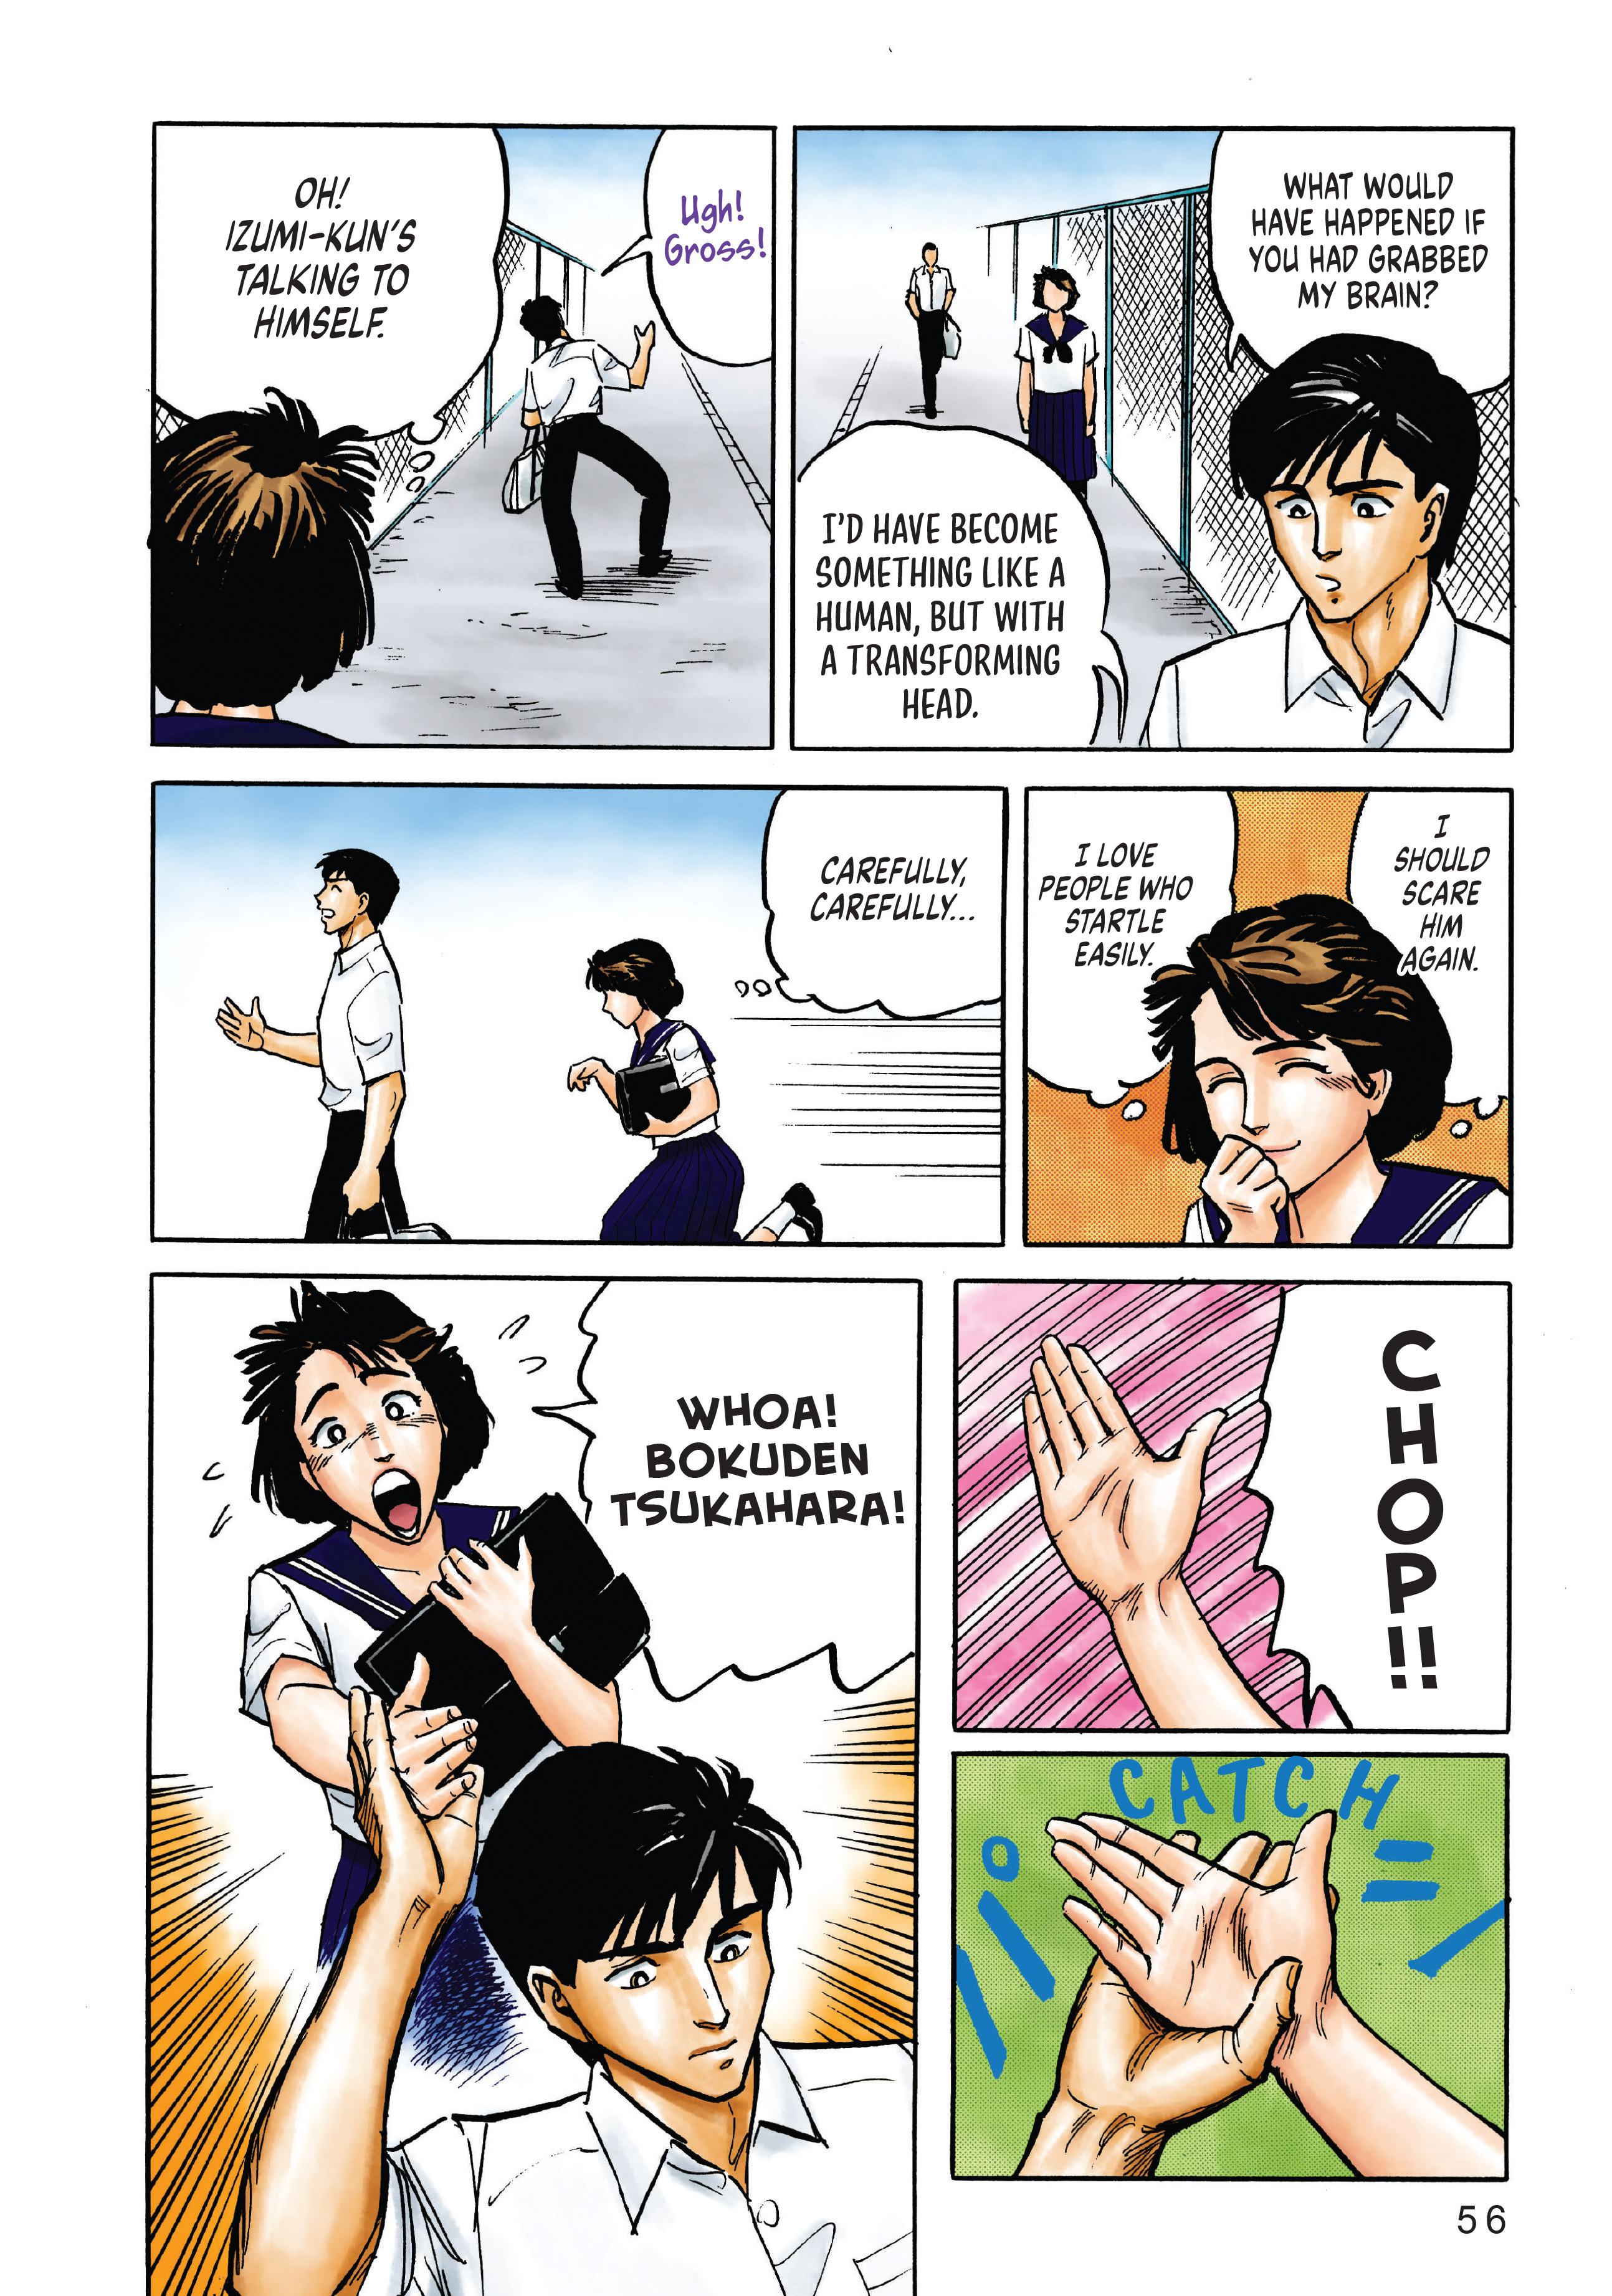 WHAT WOULD
HAVE HAPPENED IF
YOU HAD GRABBED
MY BRAIN?
I'D HAVE BECOME
SOMETHING LIKE A
HUMAN, BUT WITH
A TRANSFORMING
HEAD.
Ugh!
Gross!
OH!
IZUMI-KUN'S
TALKING TO
HIMSELF.
I
SHOULD
SCARE
HIM
AGAIN.
I LOVE
PEOPLE WHO
STARTLE
EASILY.
CAREFULLY,
CAREFULLY...
CHOP!!
CATCH
WHOA!
BOKUDEN
TSUKAHARA!
56